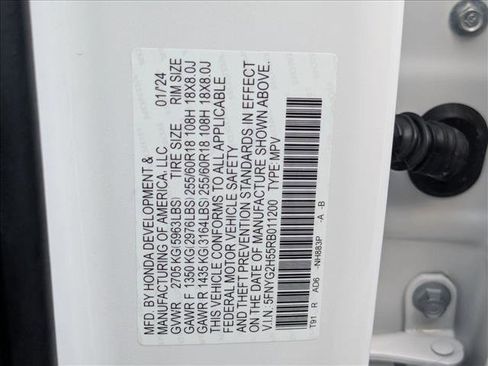 MFD. BY HONDA DEVELOPMENT & 01/24
MANUFACTURING OF AMERICA, LLC
GVWR 2705 KG(5963LBS) TIRE SIZE RIM SIZE
GAWR F 1350 KG(2976LBS) 255/60R18 108H 18X8.0J
GAWR R 1435 KG(3164LBS) 255/60R18 108H 18X8.0J
THIS VEHICLE CONFORMS TO ALL APPLICABLE
FEDERAL MOTOR VEHICLE SAFETY
AND THEFT PREVENTION STANDARDS IN EFFECT
ON THE DATE OF MANUFACTURE SHOWN ABOVE.
V.I.N. 5FNYG2H55RB011200 TYPE MPV
T91 R AD6 -NH883P -A -B